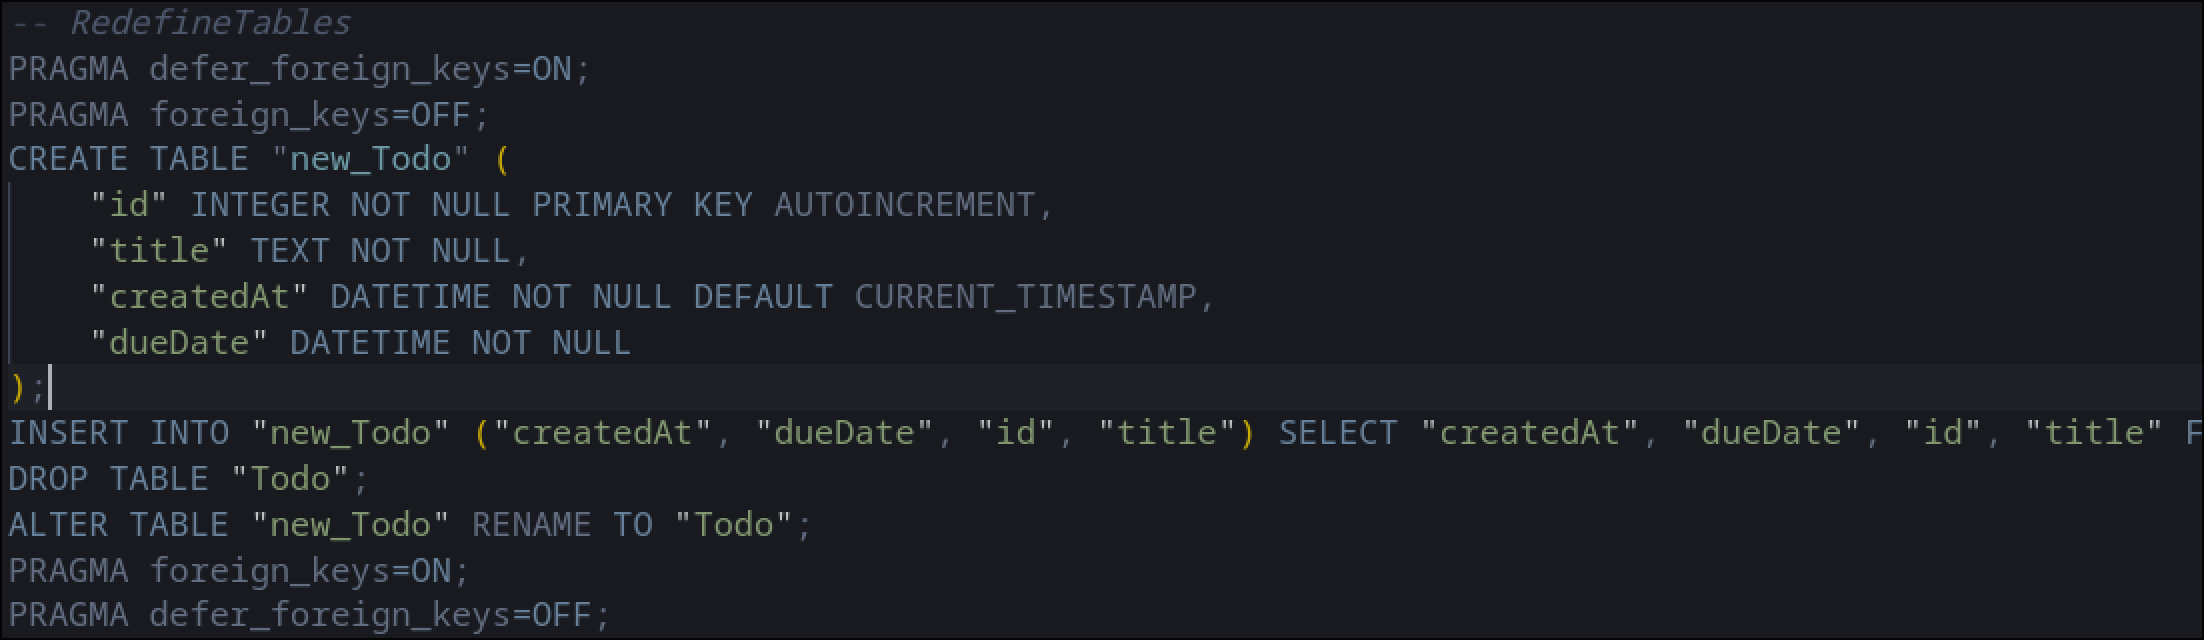 -- RedefineTables
PRAGMA defer_foreign_keys=ON;
PRAGMA foreign_keys=OFF;
CREATE TABLE "new_Todo" (
    "id" INTEGER NOT NULL PRIMARY KEY AUTOINCREMENT,
    "title" TEXT NOT NULL,
    "createdAt" DATETIME NOT NULL DEFAULT CURRENT_TIMESTAMP,
    "dueDate" DATETIME NOT NULL
);
INSERT INTO "new_Todo" ("createdAt", "dueDate", "id", "title") SELECT "createdAt", "dueDate", "id", "title" F
DROP TABLE "Todo";
ALTER TABLE "new_Todo" RENAME TO "Todo";
PRAGMA foreign_keys=ON;
PRAGMA defer_foreign_keys=OFF;